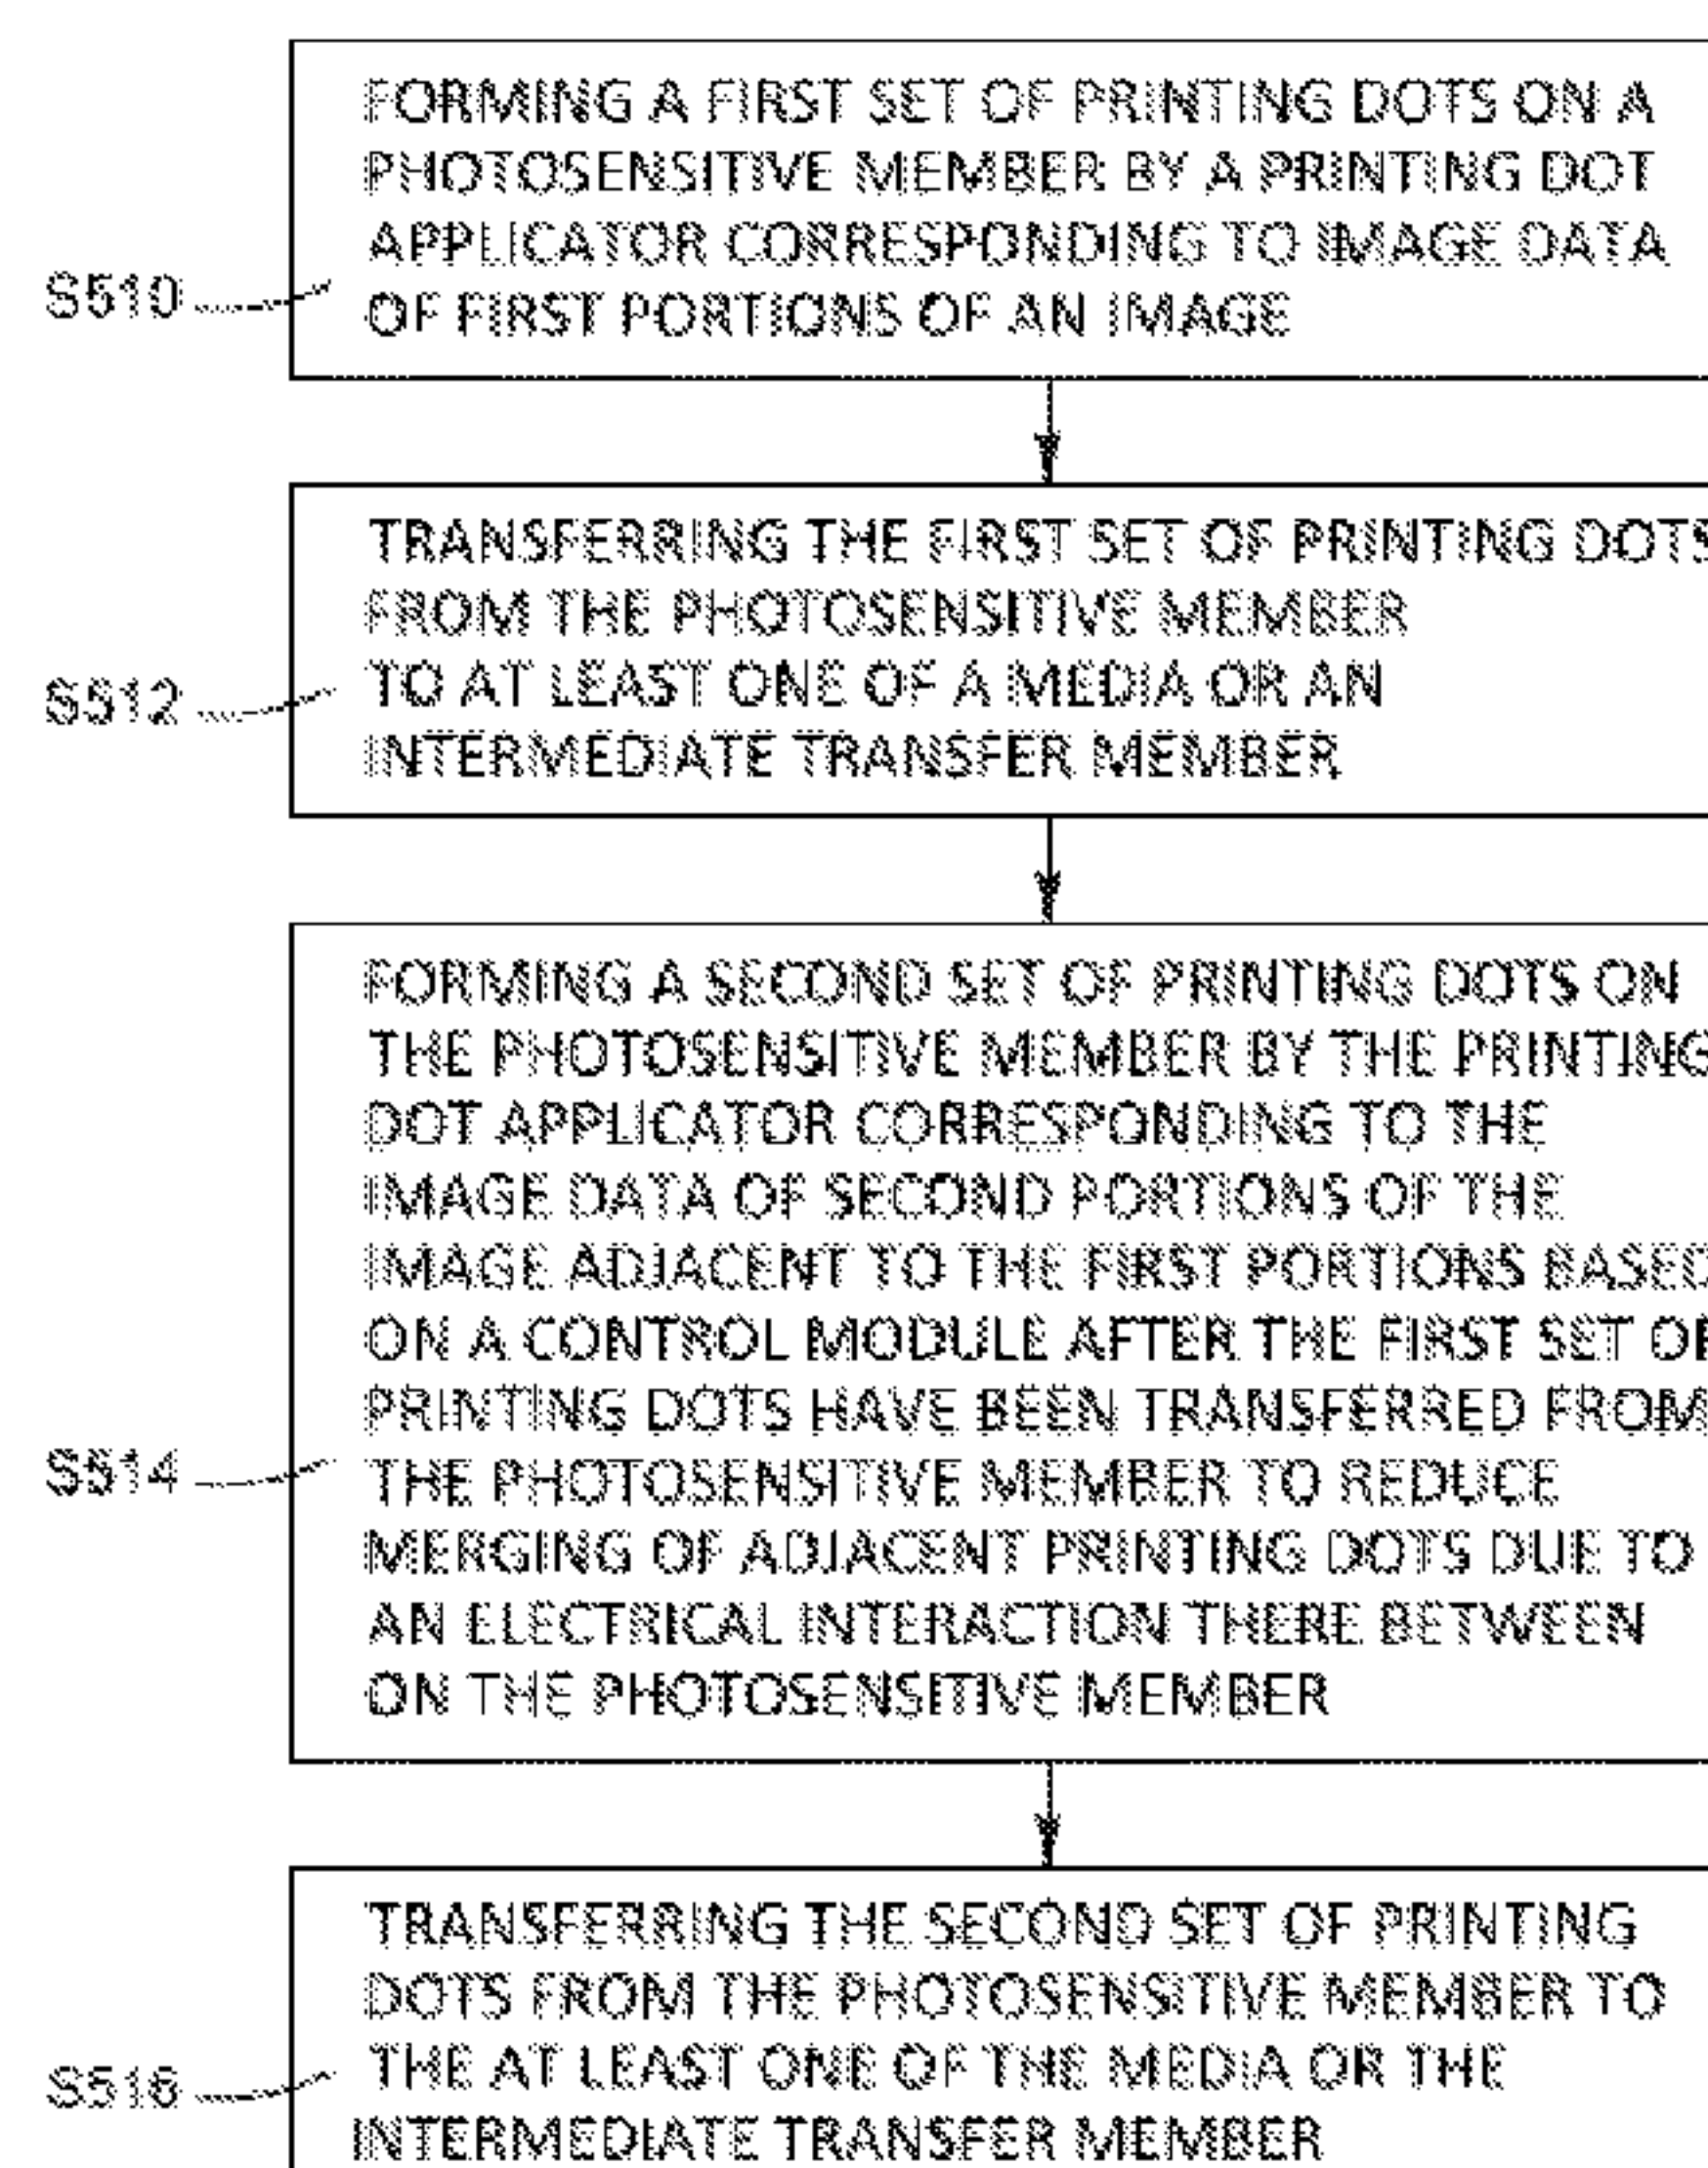 FORMING A FIRST SET OF PRINTING DOTS ON A
PHOTOSENSITIVE MEMBER BY A PRINTING DOT
APPLICATOR CORRESPONDING TO IMAGE DATA
S510
OF FIRST PORTIONS OF AN IMAGE
TRANSFERRING THE FIRST SET OF PRINTING DOTS
FROM THE PHOTOSENSITIVE MEMBER
S512
TO AT LEAST ONE OF A MEDIA OR AN
INTERMEDIATE TRANSFER MEMBER
FORMING A SECOND SET OF PRINTING DOTS ON
THE PHOTOSENSITIVE MEMBER BY THE PRINTING
DOT APPLICATOR CORRESPONDING TO THE
IMAGE DATA OF SECOND PORTIONS OF THE
IMAGE ADJACENT TO THE FIRST PORTIONS BASED
ON A CONTROL MODULE AFTER THE FIRST SET OF
PRINTING DOTS HAVE BEEN TRANSFERRED FROM
S514
THE PHOTOSENSITIVE MEMBER TO REDUCE
MERGING OF ADJACENT PRINTING DOTS DUE TO
AN ELECTRICAL INTERACTION THERE BETWEEN
ON THE PHOTOSENSITIVE MEMBER
TRANSFERRING THE SECOND SET OF PRINTING
DOTS FROM THE PHOTOSENSITIVE MEMBER TO
S516
THE AT LEAST ONE OF THE MEDIA OR THE
INTERMEDIATE TRANSFER MEMBER